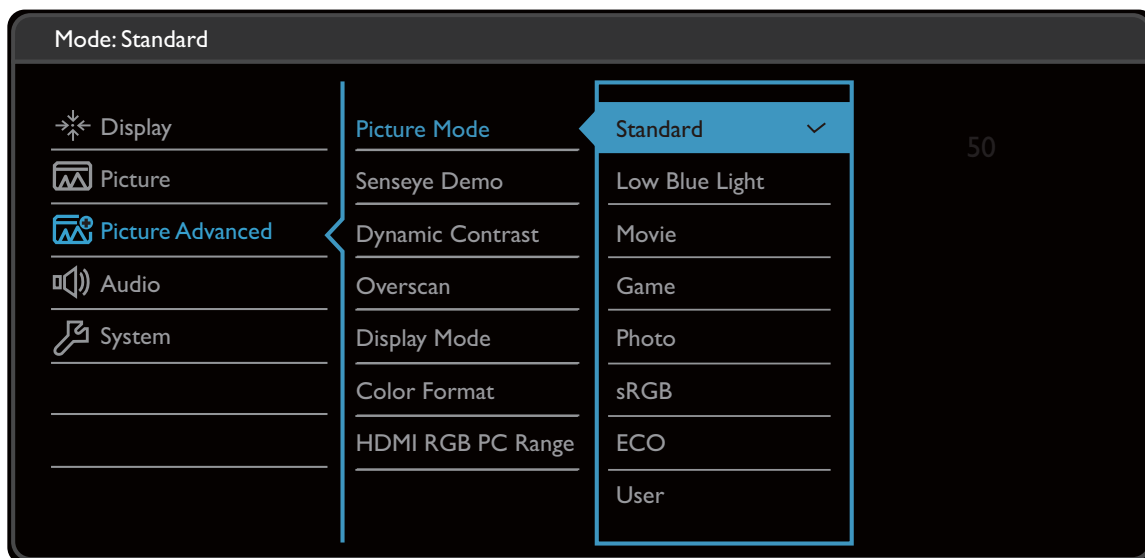 Mode: Standard
Display
Picture
Picture Advanced
Audio
System
Picture Mode
Senseye Demo
Dynamic Contrast
Overscan
Display Mode
Color Format
HDMI RGB PC Range
Standard
Low Blue Light
Movie
Game
Photo
sRGB
ECO
User
50